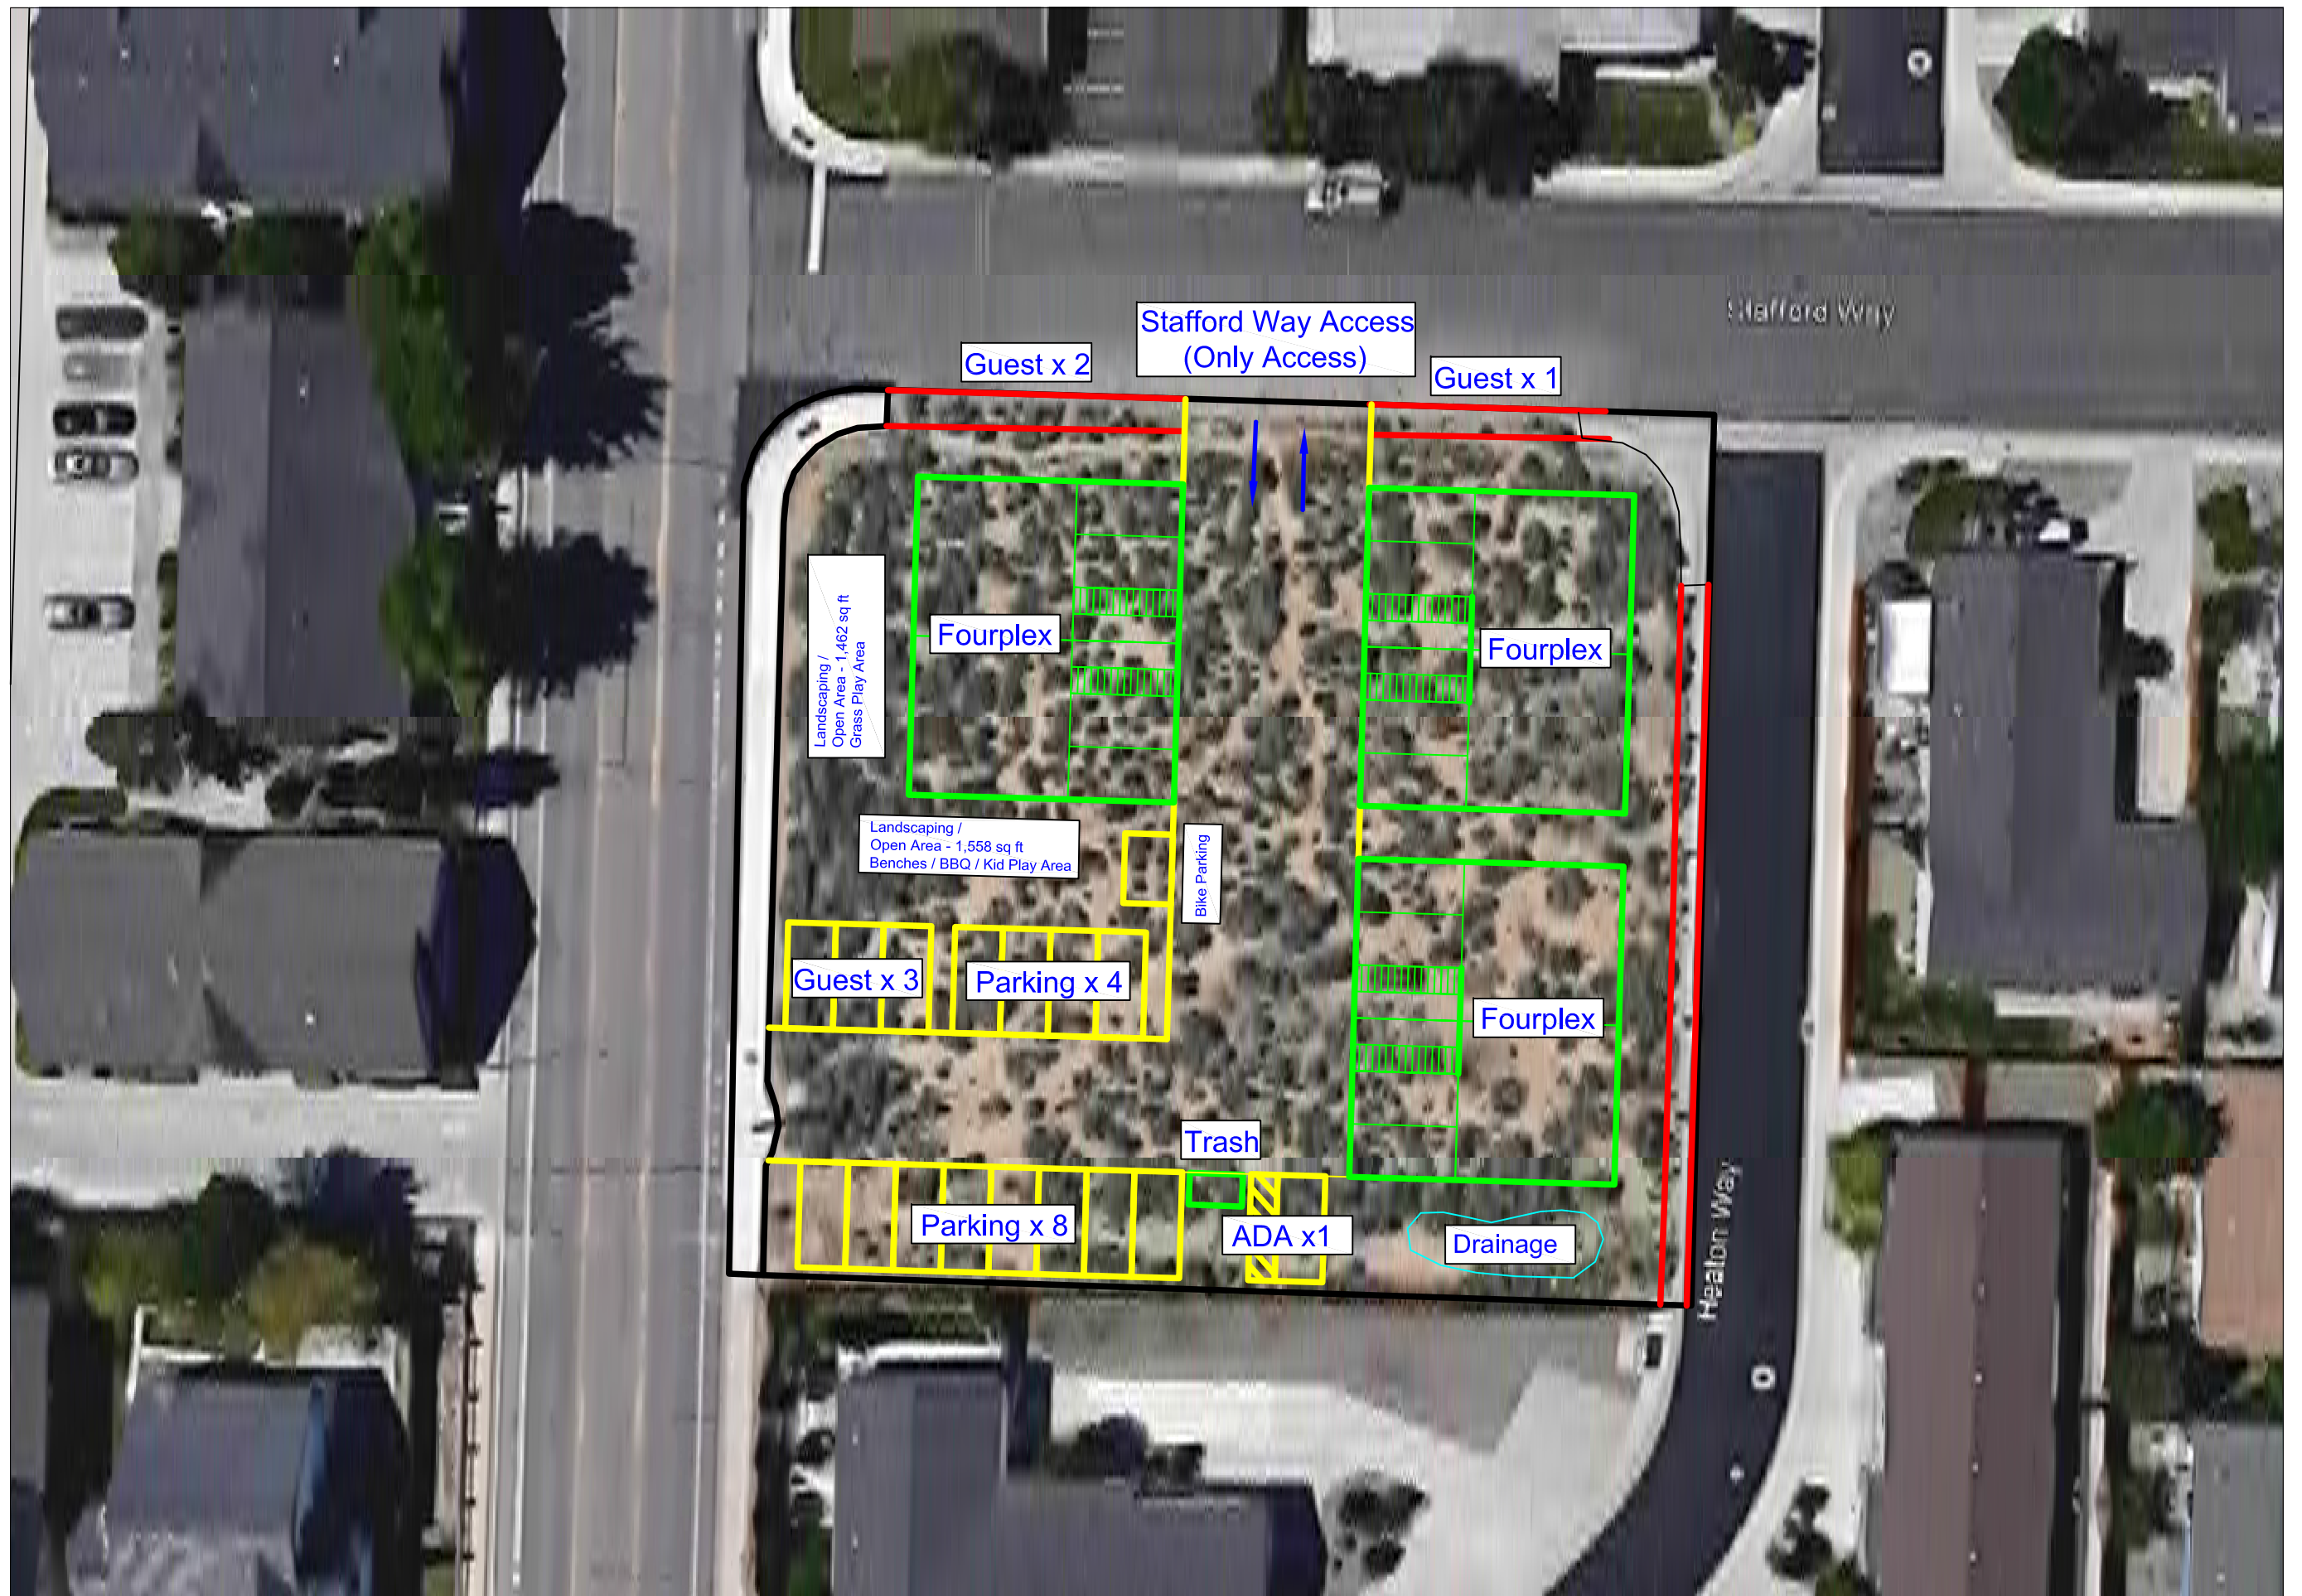 Stafford Way
Stafford Way Access
(Only Access)
Guest x 2
Guest x 1
Landscaping /
Open Area - 1,462 sq ft
Grass Play Area
Fourplex
Fourplex
Landscaping /
Open Area - 1,558 sq ft
Benches / BBQ / Kid Play Area
Bike Parking
Guest x 3
Parking x 4
Fourplex
Trash
Parking x 8
ADA x1
Drainage
Heaton Way